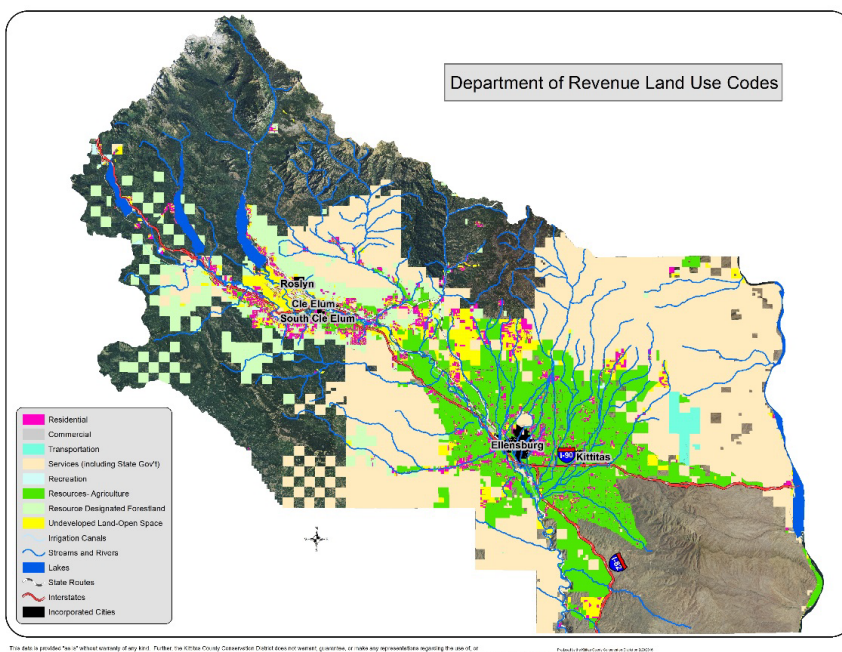 Department of Revenue Land Use Codes
Roslyn
Cle Elum
South Cle Elum
Ellensburg
I-90
Kittitas
I-82
Residential
Commercial
Transportation
Services (including State Gov't)
Recreation
Resources- Agriculture
Resource Designated Forestland
Undeveloped Land-Open Space
Irrigation Canals
Streams and Rivers
Lakes
State Routes
Interstates
Incorporated Cities
This data is provided "as is" without warranty of any kind. Further, the Kittitas County Conservation District does not warrant, guarantee, or make any representations regarding the use of, or